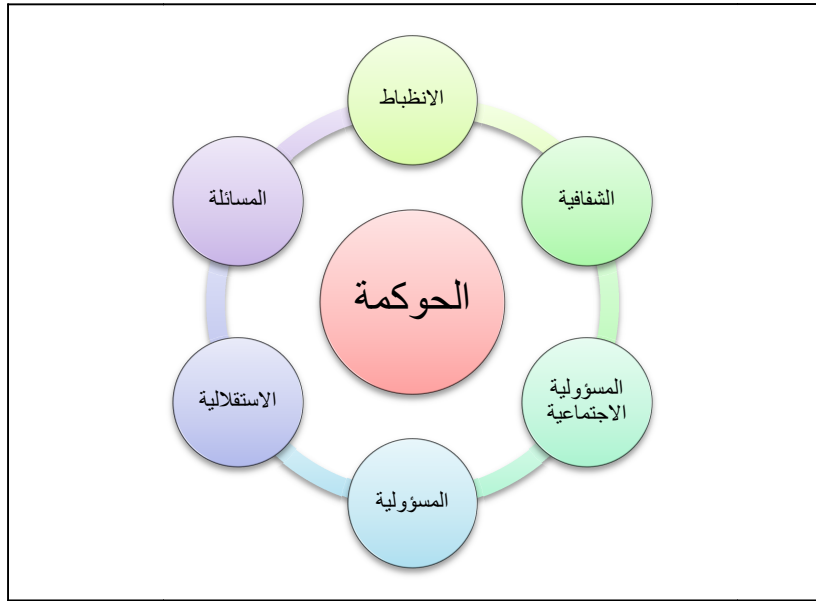 الانظباط
الشفافية
المسؤولية
الاجتماعية
المسؤولية
الاستقلالية
المسائلة
الحوكمة